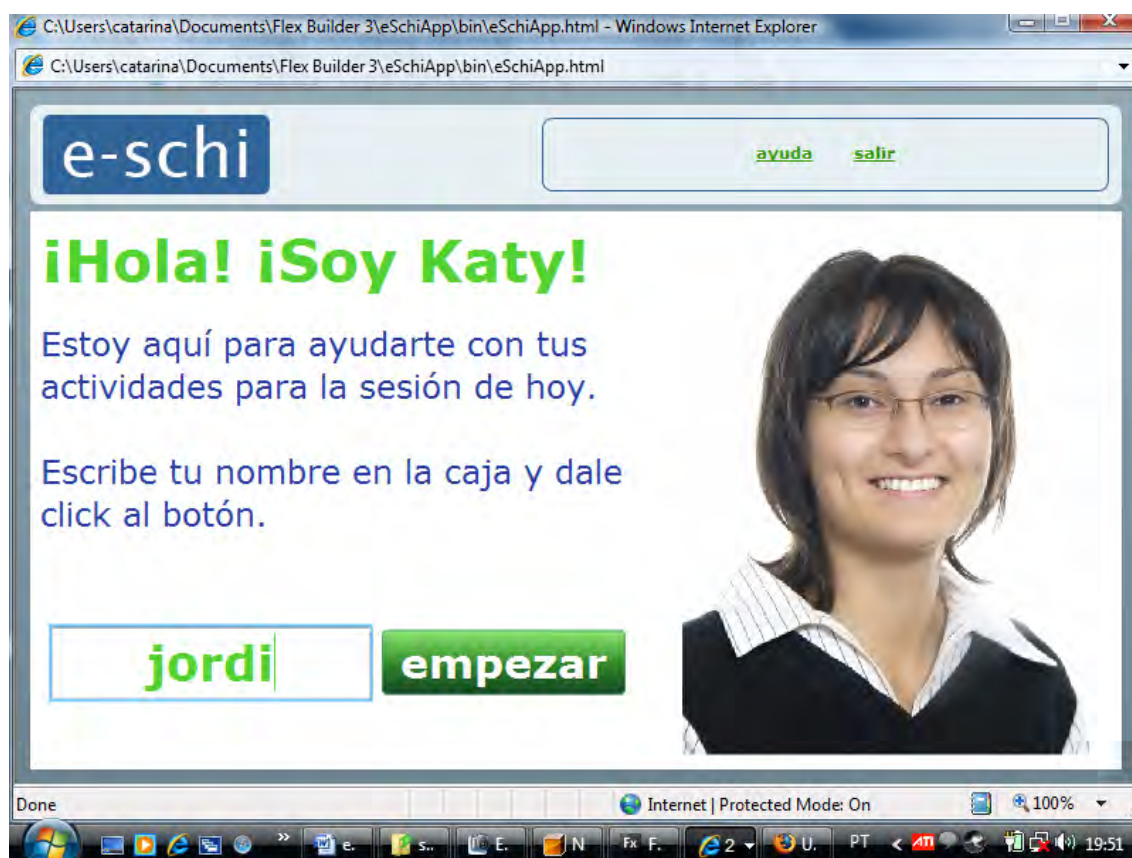 C:\Users\catarina\Documents\Flex Builder 3\eSchiApp\bin\eSchiApp.html - Windows Internet Explorer
C:\Users\catarina\Documents\Flex Builder 3\eSchiApp\bin\eSchiApp.html
e-schi
ayuda salir
¡Hola! ¡Soy Katy!
Estoy aquí para ayudarte con tus
actividades para la sesión de hoy.
Escribe tu nombre en la caja y dale
click al botón.
jordi empezar
Done Internet | Protected Mode: On 100%
» e. s.. E. N Fx F. 2 U. PT < ATI 19:51